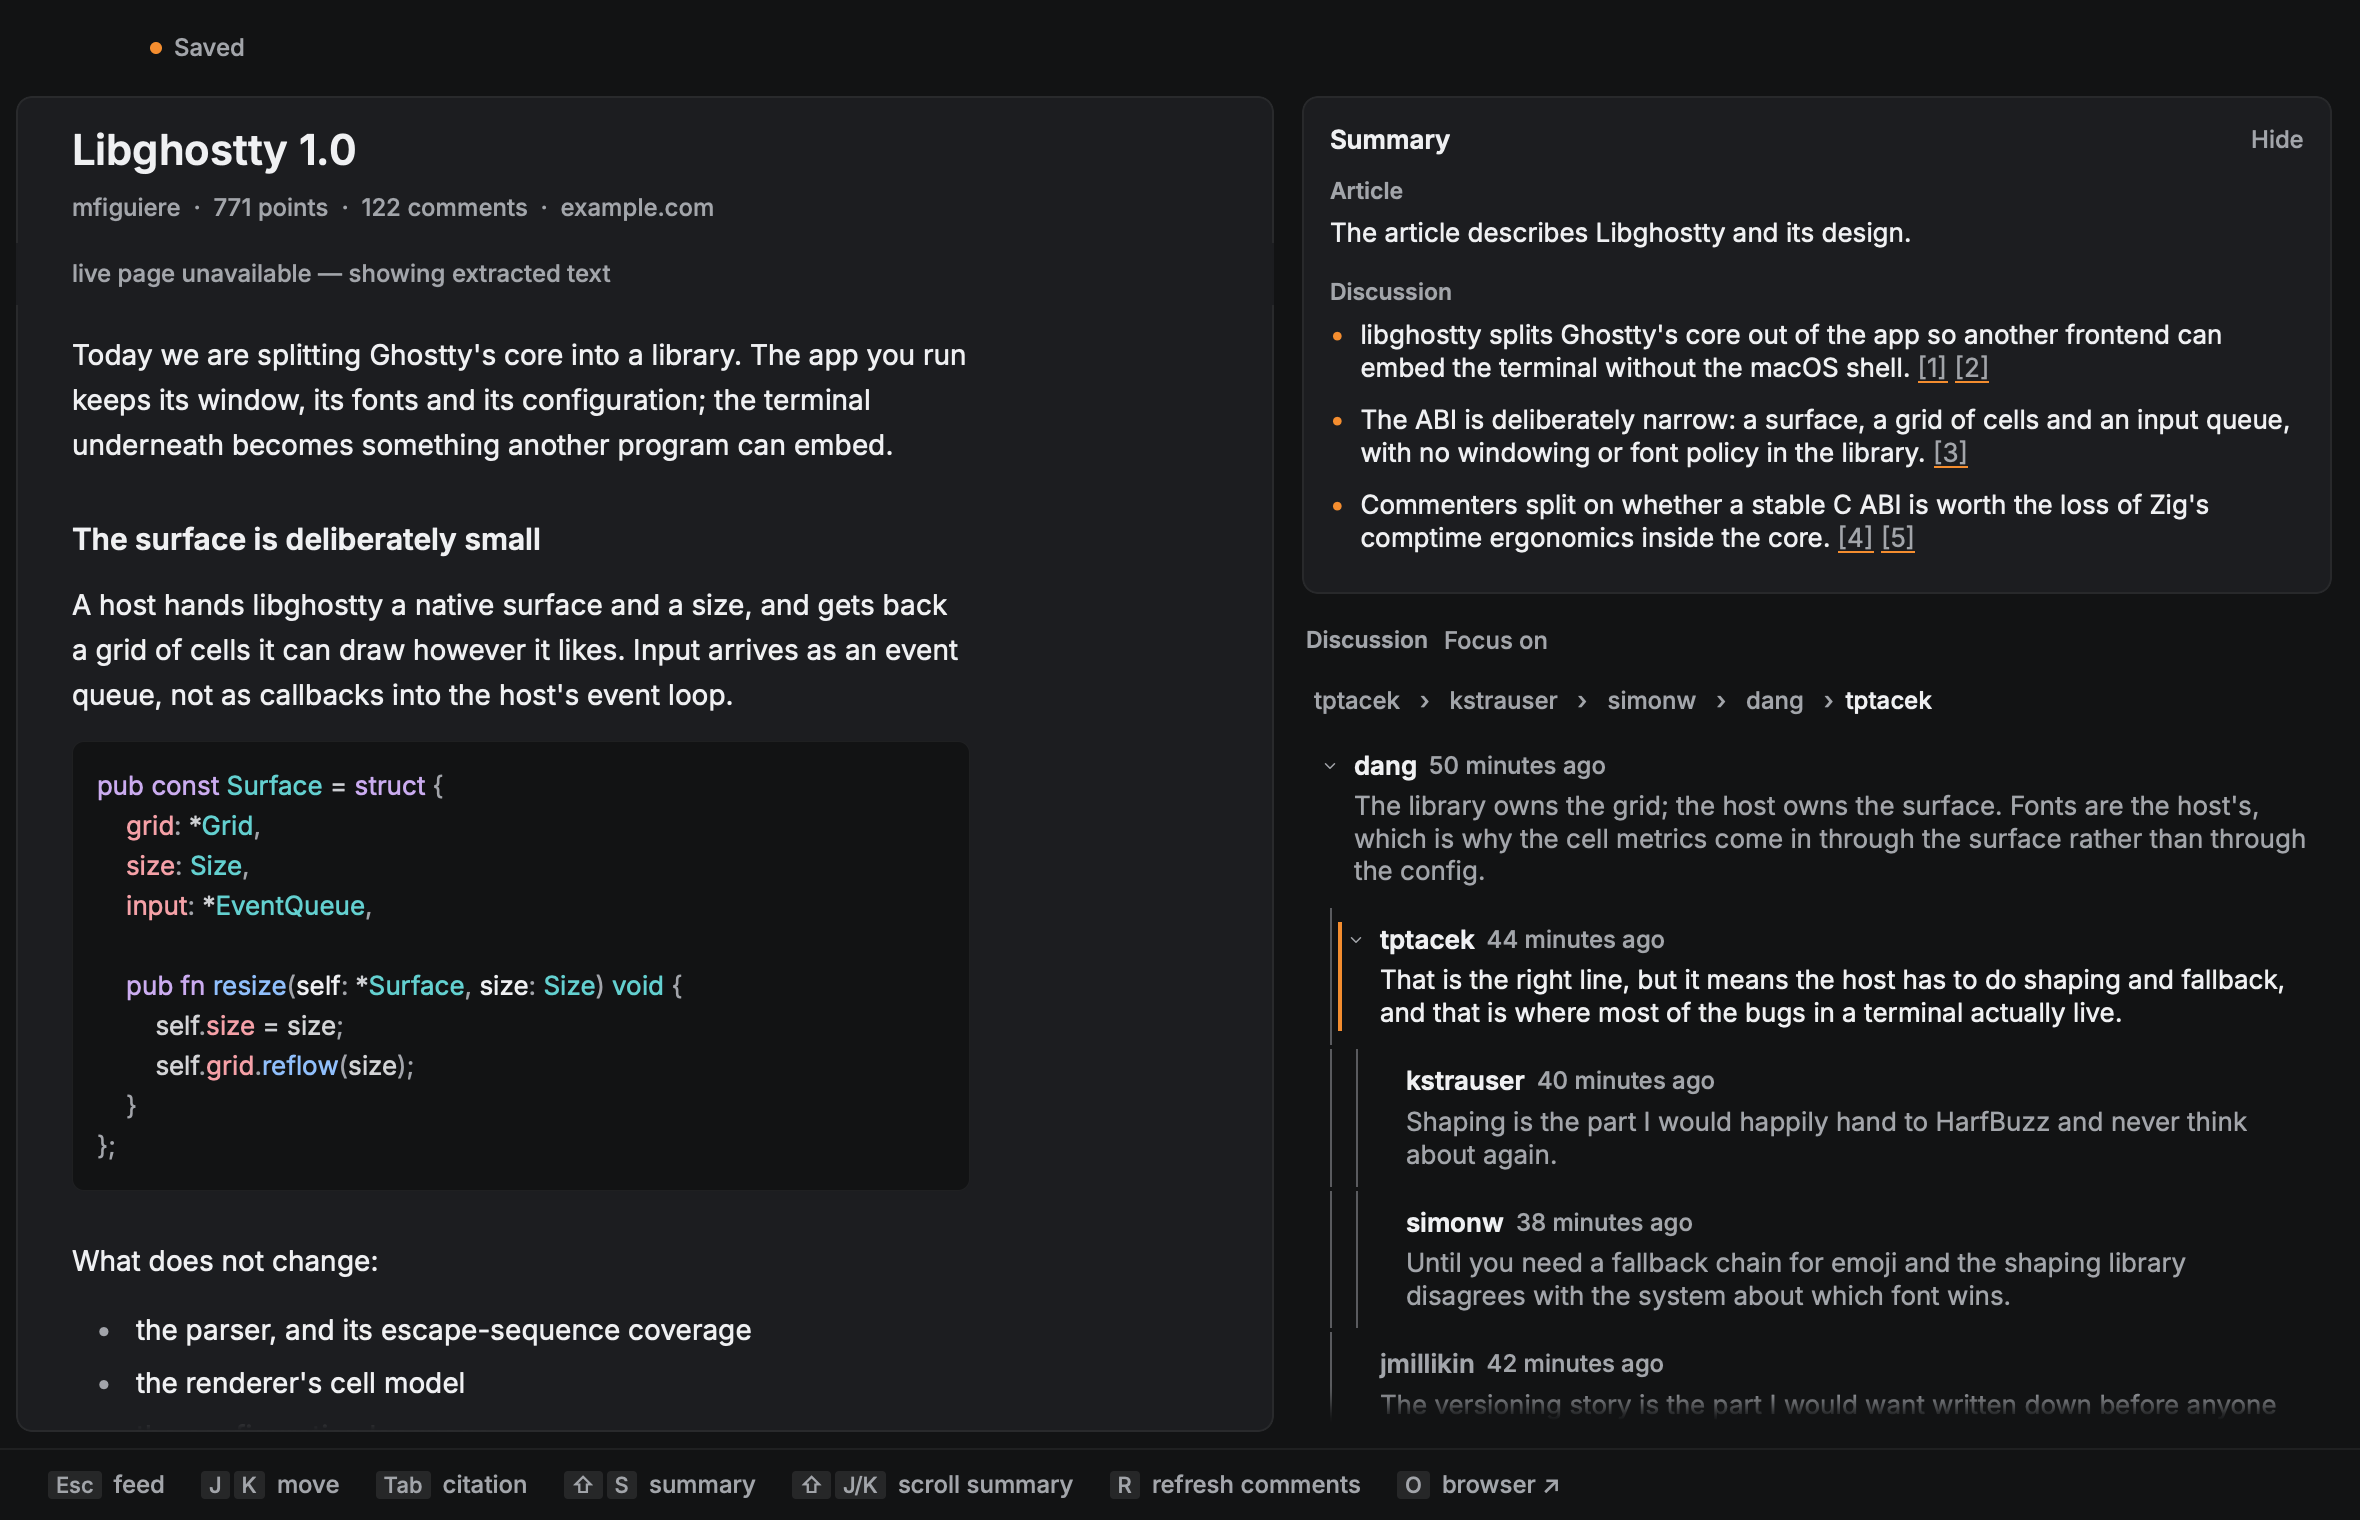 Saved
Libghostty 1.0
mfiguiere · 771 points · 122 comments · example.com
live page unavailable — showing extracted text
Today we are splitting Ghostty's core into a library. The app you run
keeps its window, its fonts and its configuration; the terminal
underneath becomes something another program can embed.
The surface is deliberately small
A host hands libghostty a native surface and a size, and gets back
a grid of cells it can draw however it likes. Input arrives as an event
queue, not as callbacks into the host's event loop.
pub const Surface = struct {
    grid: *Grid,
    size: Size,
    input: *EventQueue,
    pub fn resize(self: *Surface, size: Size) void {
        self.size = size;
        self.grid.reflow(size);
    }
};
What does not change:
• the parser, and its escape-sequence coverage
• the renderer's cell model
Summary
Hide
Article
The article describes Libghostty and its design.
Discussion
• libghostty splits Ghostty's core out of the app so another frontend can
embed the terminal without the macOS shell. [1] [2]
• The ABI is deliberately narrow: a surface, a grid of cells and an input queue,
with no windowing or font policy in the library. [3]
• Commenters split on whether a stable C ABI is worth the loss of Zig's
comptime ergonomics inside the core. [4] [5]
Discussion Focus on
tptacek › kstrauser › simonw › dang › tptacek
dang 50 minutes ago
The library owns the grid; the host owns the surface. Fonts are the host's,
which is why the cell metrics come in through the surface rather than through
the config.
tptacek 44 minutes ago
That is the right line, but it means the host has to do shaping and fallback,
and that is where most of the bugs in a terminal actually live.
kstrauser 40 minutes ago
Shaping is the part I would happily hand to HarfBuzz and never think
about again.
simonw 38 minutes ago
Until you need a fallback chain for emoji and the shaping library
disagrees with the system about which font wins.
jmillikin 42 minutes ago
The versioning story is the part I would want written down before anyone
Esc feed J K move Tab citation ⇧ S summary ⇧ J/K scroll summary R refresh comments O browser ↗